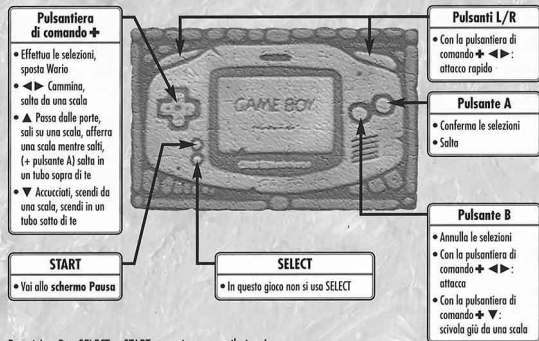 Pulsantiera
di comando ✚
• Effettua le selezioni,
sposta Wario
• ◀▶ Cammina,
salta da una scala
• ▲ Passa dalle porte,
sali su una scala, afferra
una scala mentre salti,
(+ pulsante A) salta in
un tubo sopra di te
• ▼ Accucciati, scendi da
una scala, scendi in un
tubo sotto di te
START
• Vai allo schermo Pausa
GAME BOY
SELECT
• In questo gioco non si usa SELECT
Pulsanti L/R
• Con la pulsantiera di
comando ✚ ◀▶:
attacco rapido
Pulsante A
• Conferma le selezioni
• Salta
Pulsante B
• Annulla le selezioni
• Con la pulsantiera di
comando ✚ ◀▶:
attacca
• Con la pulsantiera di
comando ✚ ▼:
scivola giù da una scala